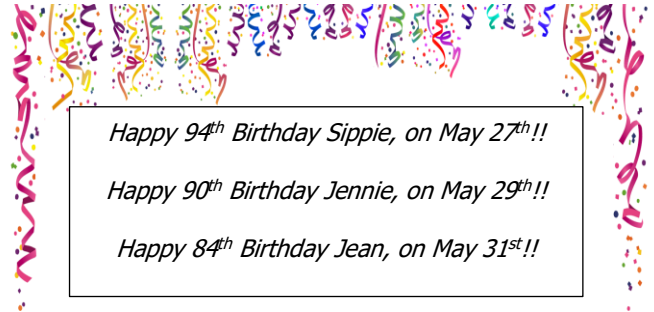 Happy 94th Birthday Sippie, on May 27th!!
Happy 90th Birthday Jennie, on May 29th!!
Happy 84th Birthday Jean, on May 31st!!